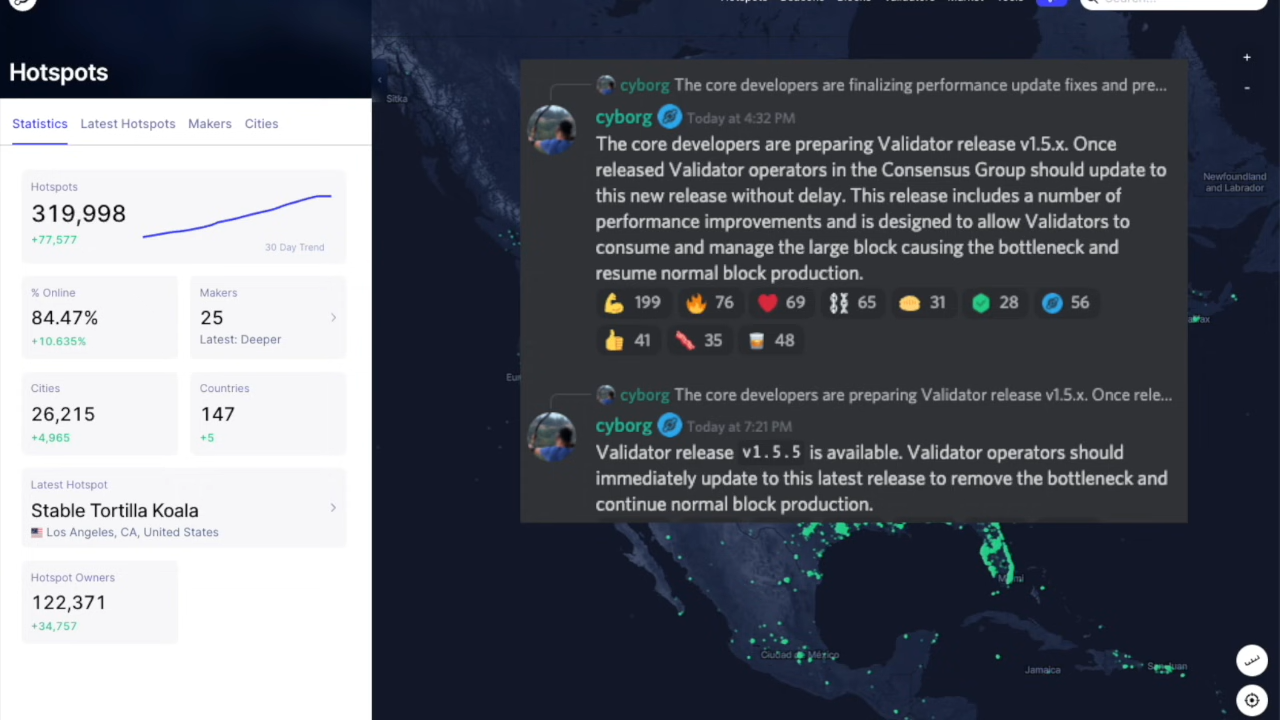 Hotspots
Statistics Latest Hotspots Makers Cities
Hotspots
319,998
+77,577
30 Day Trend
% Online
84.47%
+10.635%
Makers
25
Latest: Deeper
Cities
26,215
+4,965
Countries
147
+5
Latest Hotspot
Stable Tortilla Koala
Los Angeles, CA, United States
Hotspot Owners
122,371
+34,757
Sitka
cyborg The core developers are finalizing performance update fixes and pre...
cyborg Today at 4:32 PM
The core developers are preparing Validator release v1.5.x. Once
released Validator operators in the Consensus Group should update to
this new release without delay. This release includes a number of
performance improvements and is designed to allow Validators to
consume and manage the large block causing the bottleneck and
resume normal block production.
199 76 69 65 31 28 56
41 35 48
cyborg The core developers are preparing Validator release v1.5.x. Once rele...
cyborg Today at 7:21 PM
Validator release v1.5.5 is available. Validator operators should
immediately update to this latest release to remove the bottleneck and
continue normal block production.
+
-
Newfoundland
and Labrador
Miami
Ciudad de México
Jamaica
San Juan